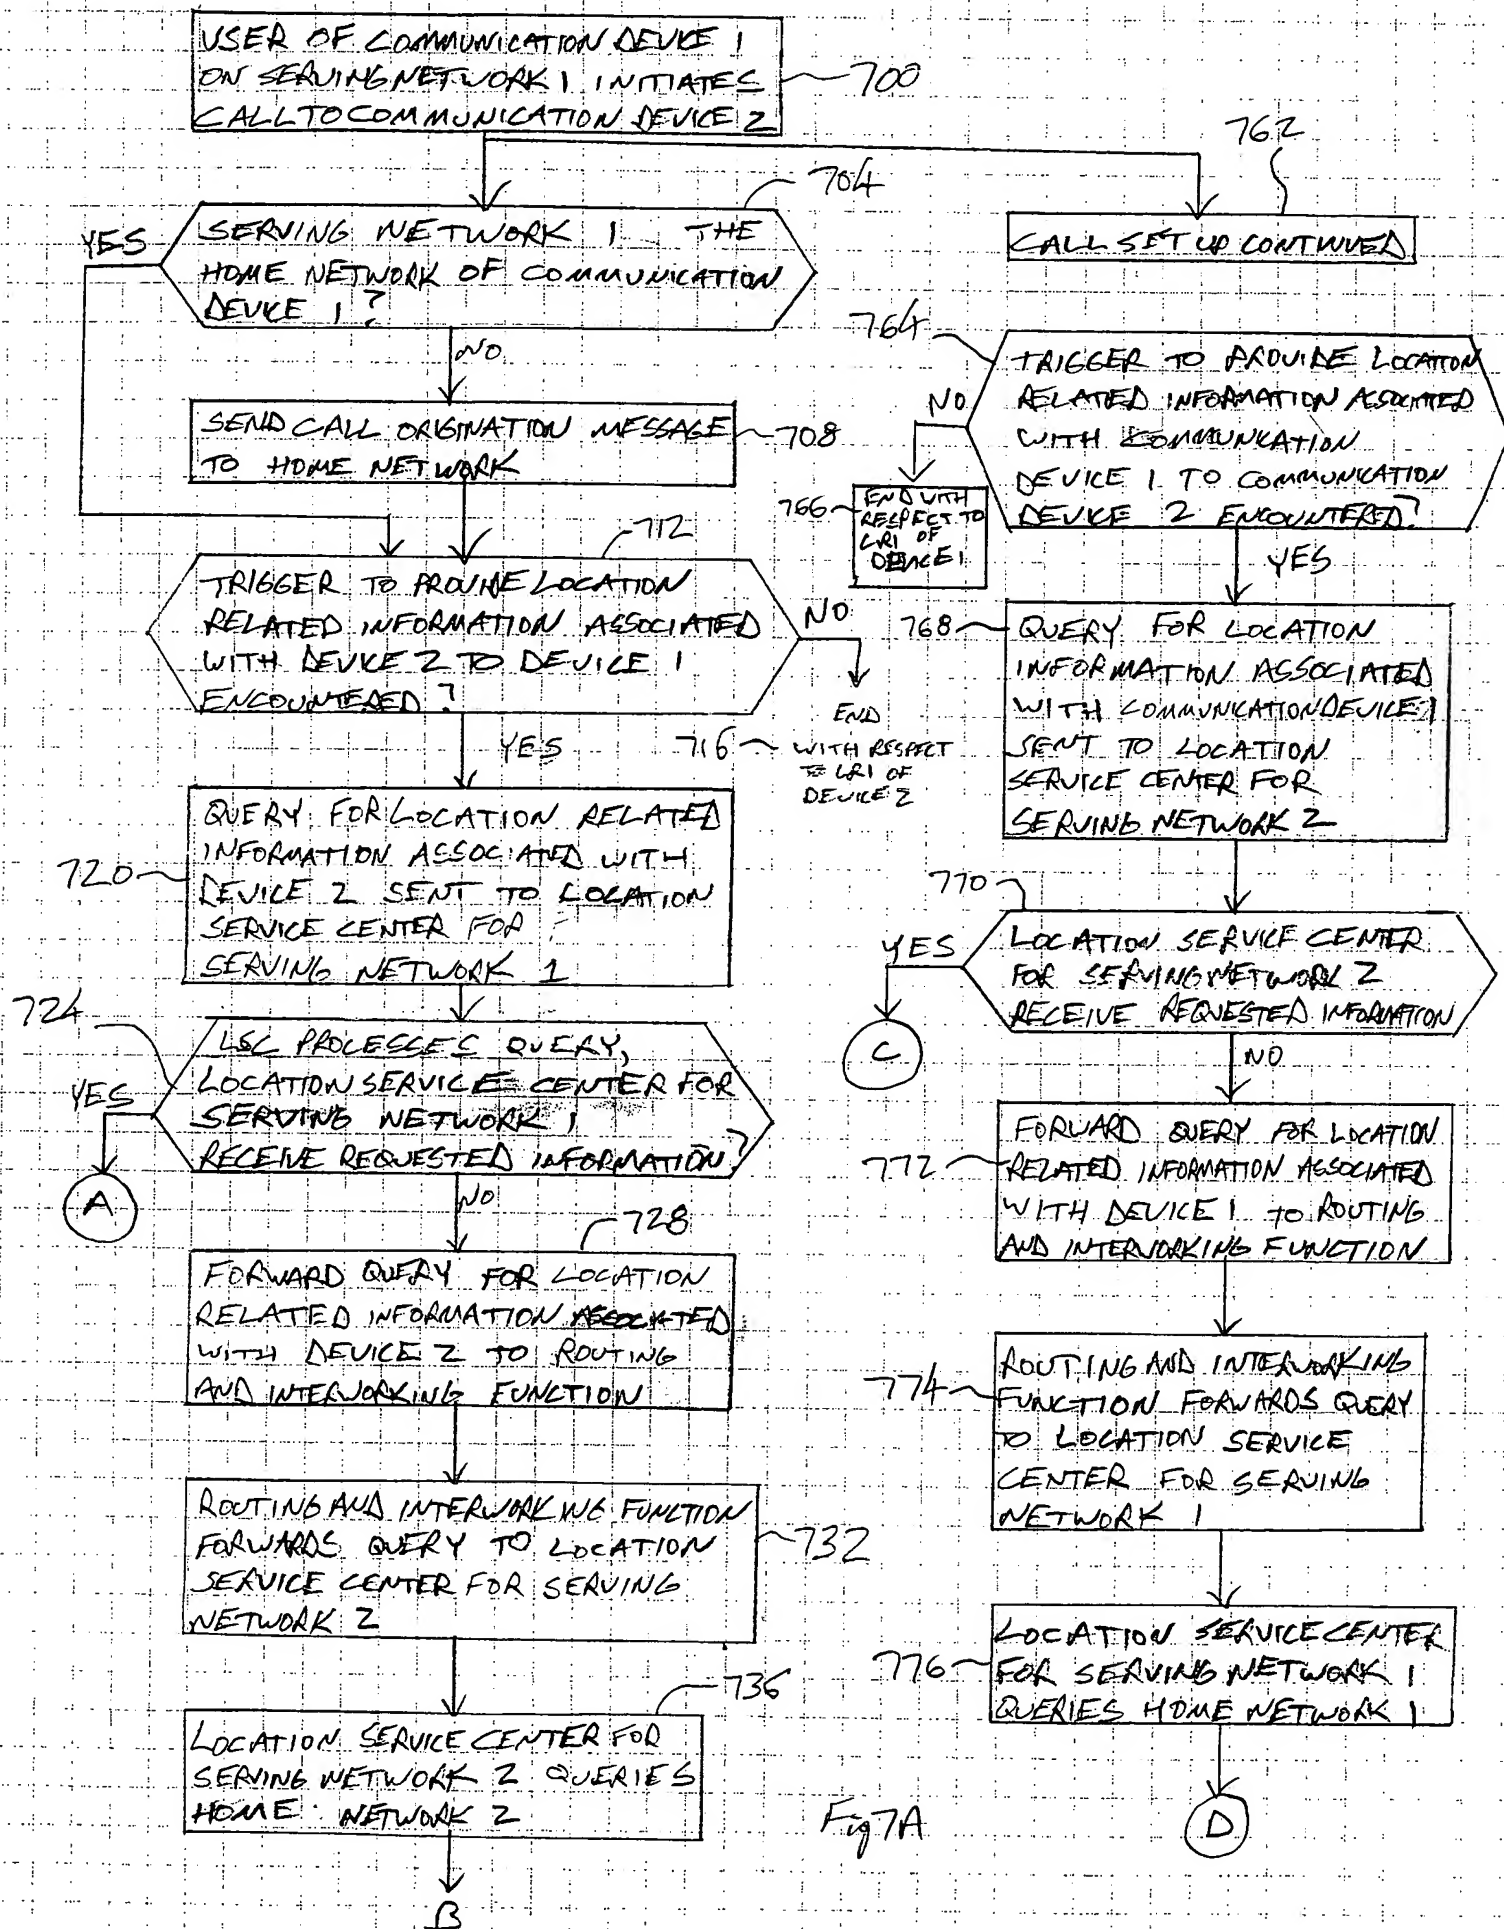 USER OF COMMUNICATION DEVICE 1
ON SERVING NETWORK 1 INITIATES
CALL TO COMMUNICATION DEVICE 2
700
704
SERVING NETWORK 1 THE
HOME NETWORK OF COMMUNICATION
DEVICE 1?
YES
NO
SEND CALL ORIGINATION MESSAGE
TO HOME NETWORK
708
712
TRIGGER TO PROVIDE LOCATION
RELATED INFORMATION ASSOCIATED
WITH DEVICE 2 TO DEVICE 1
ENCOUNTERED?
NO
716
END
WITH RESPECT
TO LRI OF
DEVICE 2
YES
720
QUERY FOR LOCATION RELATED
INFORMATION ASSOCIATED WITH
DEVICE 2 SENT TO LOCATION
SERVICE CENTER FOR
SERVING NETWORK 1
724
LSC PROCESSES QUERY,
LOCATION SERVICE CENTER FOR
SERVING NETWORK 1
RECEIVE REQUESTED INFORMATION?
YES
A
NO
728
FORWARD QUERY FOR LOCATION
RELATED INFORMATION ASSOCIATED
WITH DEVICE 2 TO ROUTING
AND INTERWORKING FUNCTION
ROUTING AND INTERWORKING FUNCTION
FORWARDS QUERY TO LOCATION
SERVICE CENTER FOR SERVING
NETWORK 2
732
736
LOCATION SERVICE CENTER FOR
SERVING NETWORK 2 QUERIES
HOME NETWORK 2
B
762
CALL SET UP CONTINUED
764
TRIGGER TO PROVIDE LOCATION
RELATED INFORMATION ASSOCIATED
WITH COMMUNICATION
DEVICE 1 TO COMMUNICATION
DEVICE 2 ENCOUNTERED?
NO
766
END WITH
RESPECT TO
LRI OF
DEVICE 1
YES
768
QUERY FOR LOCATION
INFORMATION ASSOCIATED
WITH COMMUNICATION DEVICE 1
SENT TO LOCATION
SERVICE CENTER FOR
SERVING NETWORK 2
770
LOCATION SERVICE CENTER
FOR SERVING NETWORK 2
RECEIVE REQUESTED INFORMATION
YES
C
NO
772
FORWARD QUERY FOR LOCATION
RELATED INFORMATION ASSOCIATED
WITH DEVICE 1 TO ROUTING
AND INTERWORKING FUNCTION
774
ROUTING AND INTERWORKING
FUNCTION FORWARDS QUERY
TO LOCATION SERVICE
CENTER FOR SERVING
NETWORK 1
776
LOCATION SERVICE CENTER
FOR SERVING NETWORK 1
QUERIES HOME NETWORK 1
D
Fig 7A